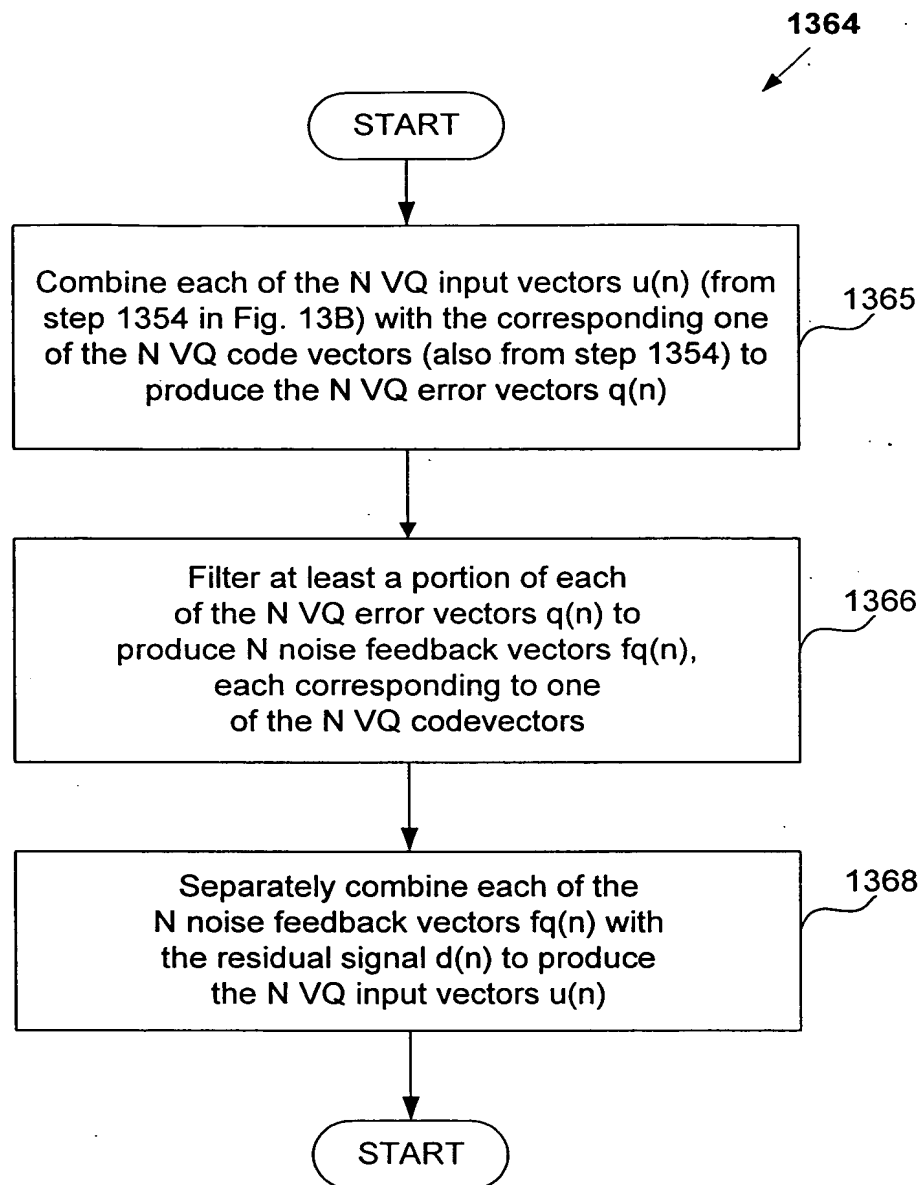 1364
START
Combine each of the N VQ input vectors u(n) (from
step 1354 in Fig. 13B) with the corresponding one
of the N VQ code vectors (also from step 1354) to
produce the N VQ error vectors q(n)
1365
Filter at least a portion of each
of the N VQ error vectors q(n) to
produce N noise feedback vectors fq(n),
each corresponding to one
of the N VQ codevectors
1366
Separately combine each of the
N noise feedback vectors fq(n) with
the residual signal d(n) to produce
the N VQ input vectors u(n)
1368
START